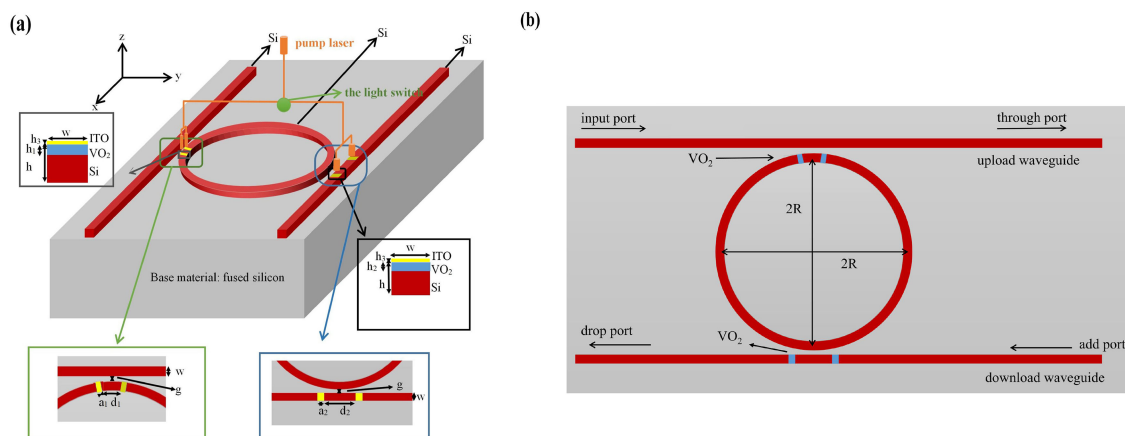 (a)
z
y
x
Si
pump laser
Si
Si
the light switch
w
h₃
ITO
h₁
VO₂
h
Si
w
h₃
ITO
h₂
VO₂
h
Si
Base material: fused silicon
w
g
a₁ d₁
g
w
a₂ d₂
(b)
input port
through port
VO₂
upload waveguide
2R
2R
drop port
VO₂
add port
download waveguide